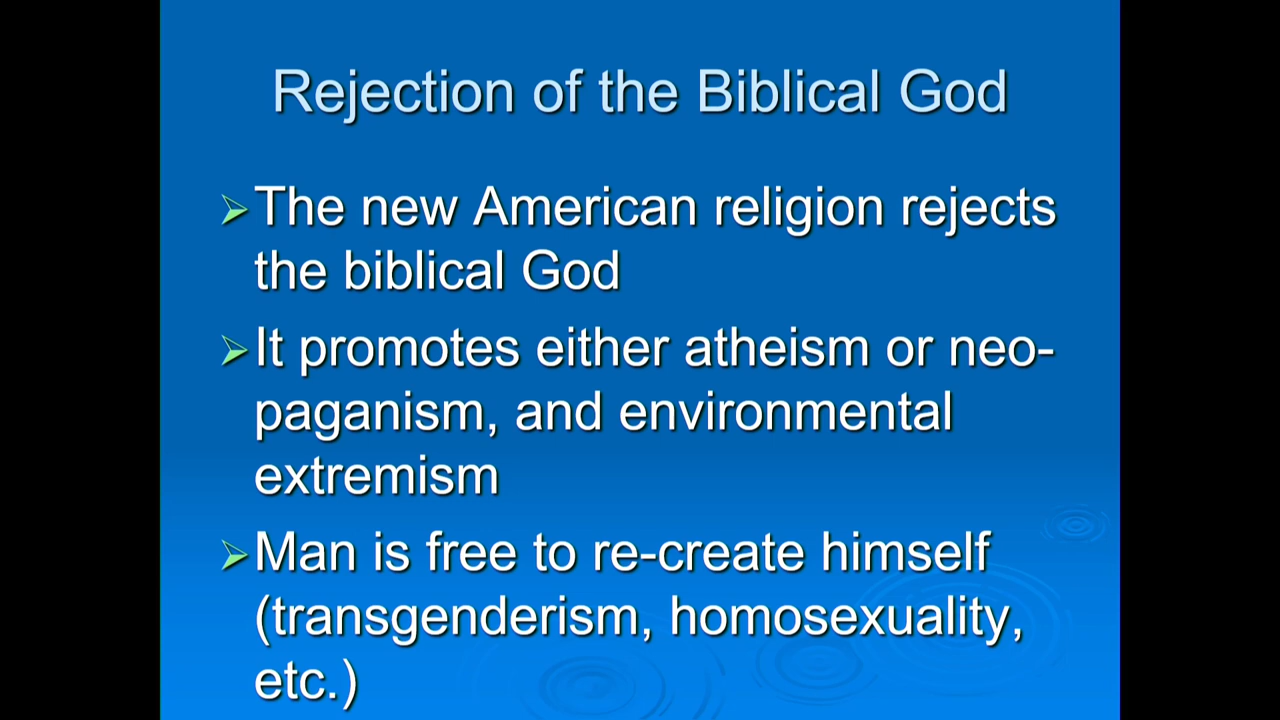 Rejection of the Biblical God
The new American religion rejects
the biblical God
It promotes either atheism or neo-
paganism, and environmental
extremism
Man is free to re-create himself
(transgenderism, homosexuality,
etc.)